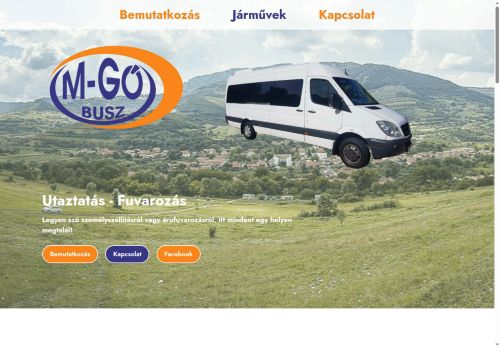 Bemutatkozás Járművek Kapcsolat
M-GÓ
BUSZ
Utaztatás - Fuvarozás
Legyen szó személyszállításról vagy árufuvarozásról, itt mindent egy helyen
megtalál!
Bemutatkozás Kapcsolat Facebook